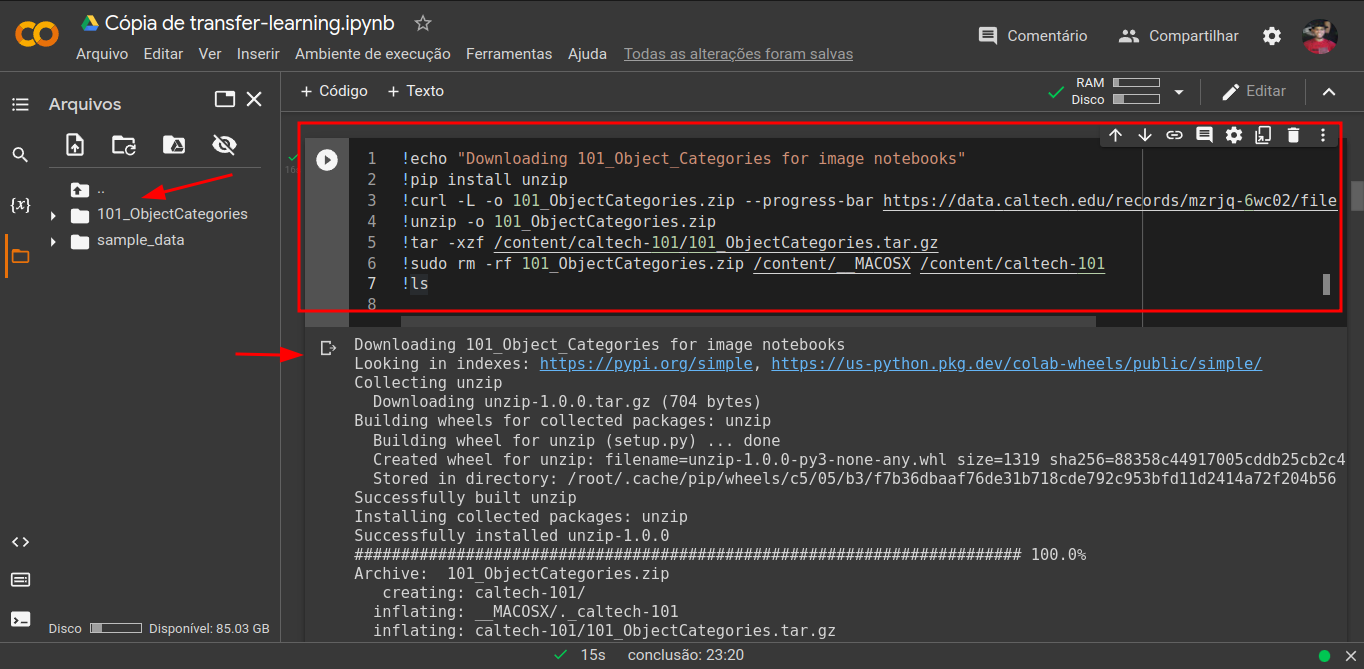 Cópia de transfer-learning.ipynb
Arquivo Editar Ver Inserir Ambiente de execução Ferramentas Ajuda Todas as alterações foram salvas
Comentário Compartilhar
Arquivos
+ Código + Texto
RAM
Disco
Editar
{x}
..
101_ObjectCategories
sample_data
16s
1 !echo "Downloading 101_Object_Categories for image notebooks"
2 !pip install unzip
3 !curl -L -o 101_ObjectCategories.zip --progress-bar https://data.caltech.edu/records/mzrjq-6wc02/file
4 !unzip -o 101_ObjectCategories.zip
5 !tar -xzf /content/caltech-101/101_ObjectCategories.tar.gz
6 !sudo rm -rf 101_ObjectCategories.zip /content/__MACOSX /content/caltech-101
7 !ls
8
Downloading 101_Object_Categories for image notebooks
Looking in indexes: https://pypi.org/simple, https://us-python.pkg.dev/colab-wheels/public/simple/
Collecting unzip
Downloading unzip-1.0.0.tar.gz (704 bytes)
Building wheels for collected packages: unzip
Building wheel for unzip (setup.py) ... done
Created wheel for unzip: filename=unzip-1.0.0-py3-none-any.whl size=1319 sha256=88358c44917005cddb25cb2c4
Stored in directory: /root/.cache/pip/wheels/c5/05/b3/f7b36dbaaf76de31b718cde792c953bfd11d2414a72f204b56
Successfully built unzip
Installing collected packages: unzip
Successfully installed unzip-1.0.0
######################################################################## 100.0%
Archive: 101_ObjectCategories.zip
creating: caltech-101/
inflating: __MACOSX/._caltech-101
inflating: caltech-101/101_ObjectCategories.tar.gz
Disco Disponível: 85.03 GB
15s conclusão: 23:20